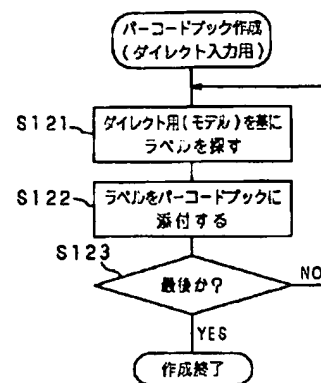 バーコードブック作成
(ダイレクト入力用)
S121
ダイレクト用(モデル)を基に
ラベルを探す
S122
ラベルをバーコードブックに
添付する
S123
最後か?
NO
YES
作成終了